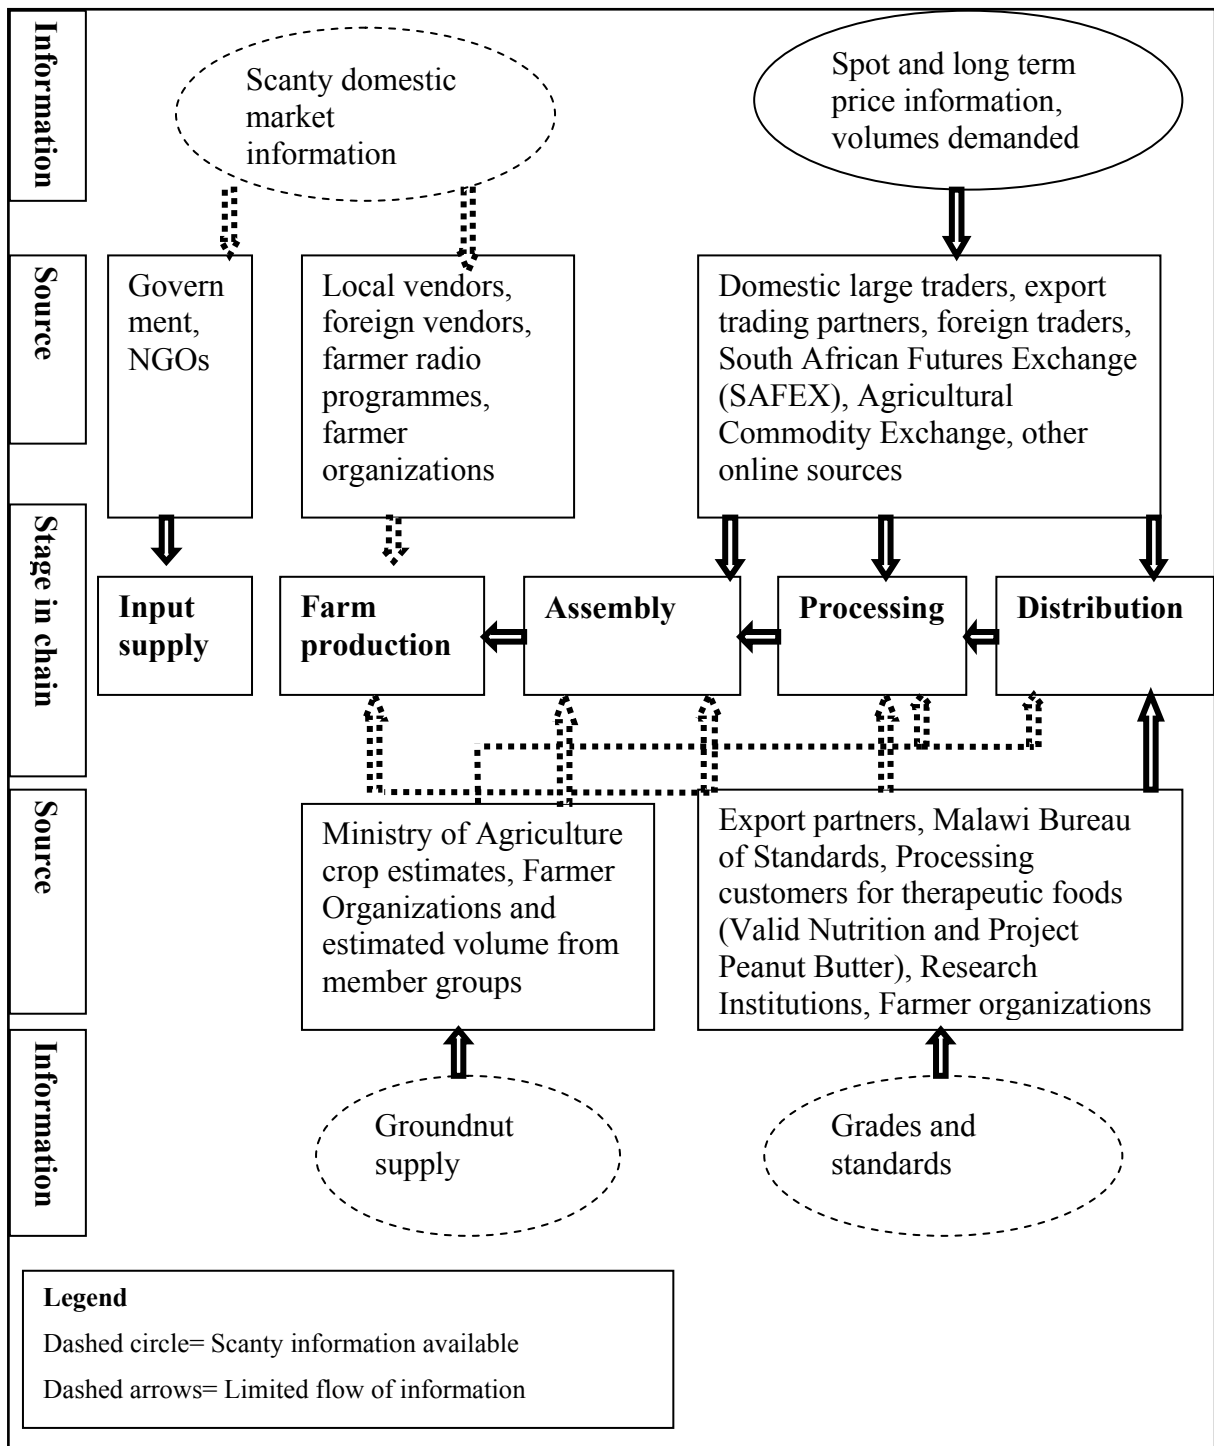 Information
Scanty domestic
market
information
Spot and long term
price information,
volumes demanded
Source
Govern
ment,
NGOs
Local vendors,
foreign vendors,
farmer radio
programmes,
farmer
organizations
Domestic large traders, export
trading partners, foreign traders,
South African Futures Exchange
(SAFEX), Agricultural
Commodity Exchange, other
online sources
Stage in chain
Input
supply
Farm
production
Assembly
Processing
Distribution
Source
Ministry of Agriculture
crop estimates, Farmer
Organizations and
estimated volume from
member groups
Export partners, Malawi Bureau
of Standards, Processing
customers for therapeutic foods
(Valid Nutrition and Project
Peanut Butter), Research
Institutions, Farmer organizations
Information
Groundnut
supply
Grades and
standards
Legend
Dashed circle= Scanty information available
Dashed arrows= Limited flow of information